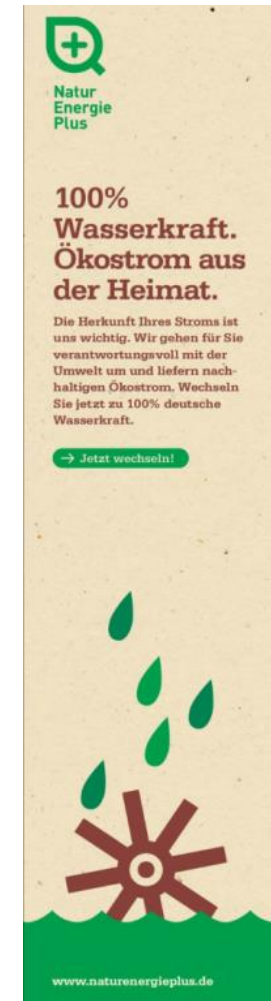 Natur
Energie
Plus
100%
Wasserkraft.
Ökostrom aus
der Heimat.
Die Herkunft Ihres Stroms ist
uns wichtig. Wir gehen für Sie
verantwortungsvoll mit der
Umwelt um und liefern nach-
haltigen Ökostrom. Wechseln
Sie jetzt zu 100% deutsche
Wasserkraft.
→ Jetzt wechseln!
www.naturenergieplus.de